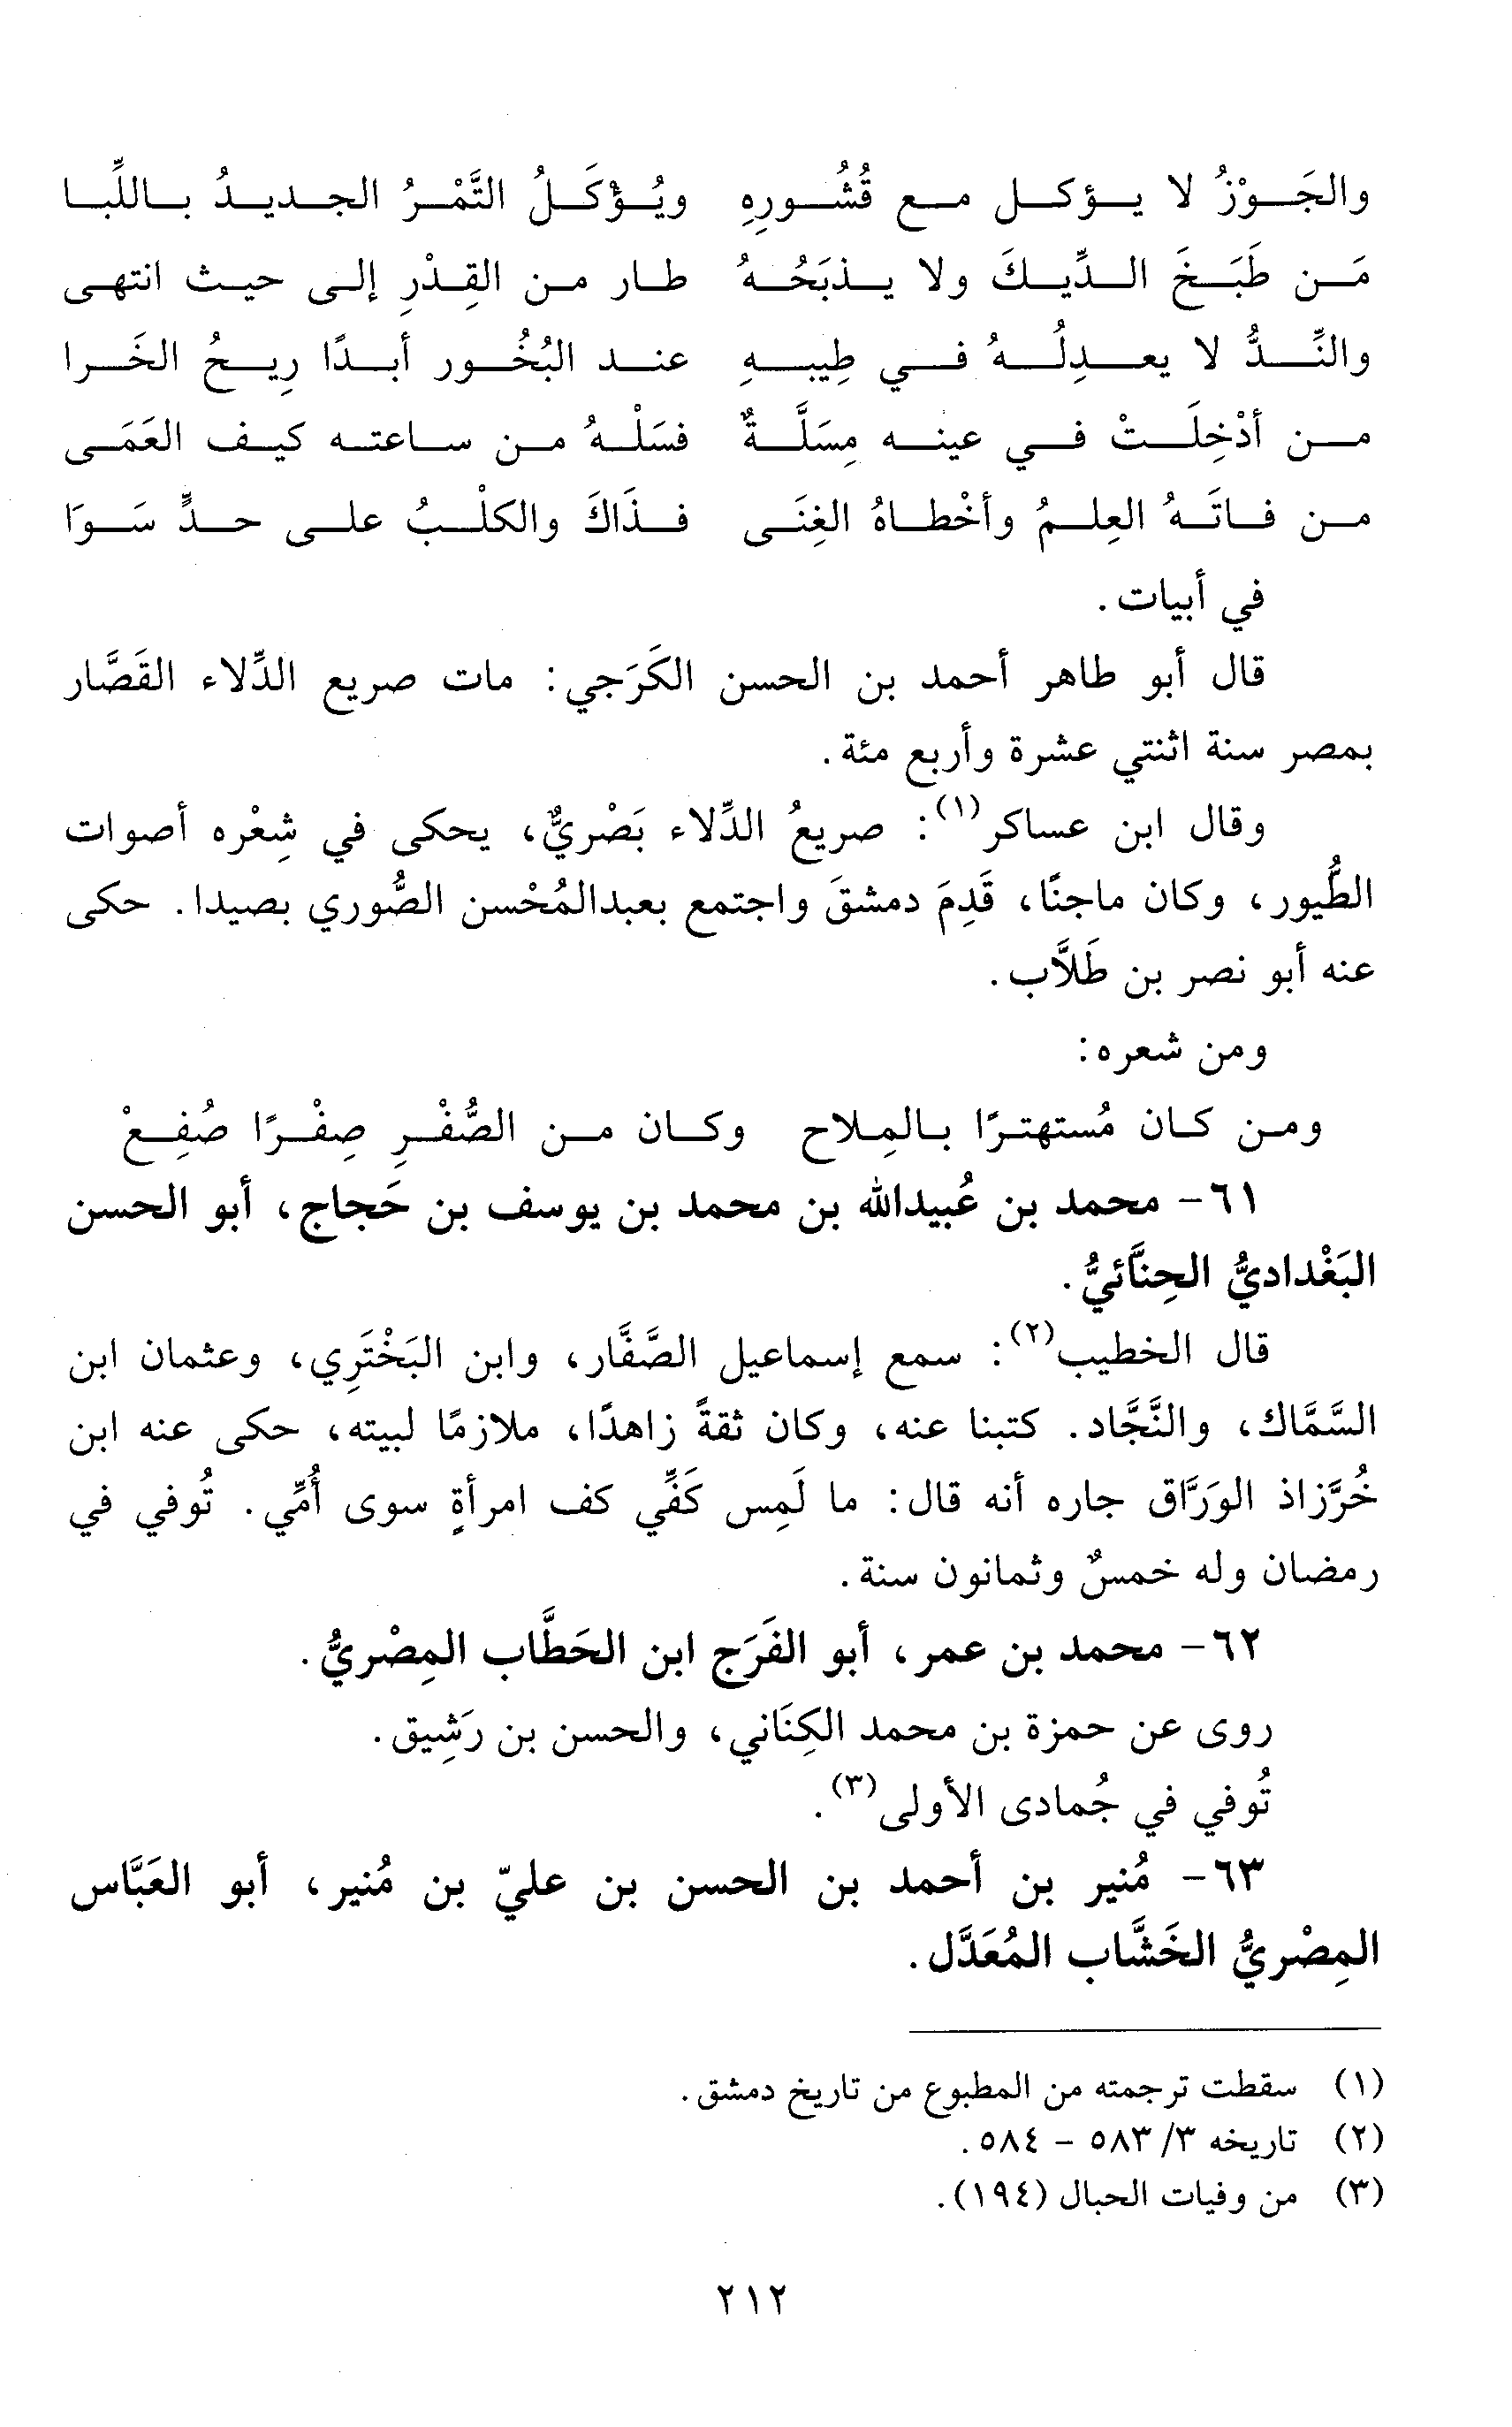 والجَوْزُ لا يؤكل مع قُشُورِهِ ويُؤكَلُ التَّمْرُ الجديدُ باللِّبا
مَن طَبَخَ الدِّيكَ ولا يذبَحُهُ طار من القِدْرِ إلى حيث انتهى
والنِّدُّ لا يعدِلُهُ في طِيبهِ عند البُخُور أبدًا رِيحُ الخَرا
من أدْخِلَتْ في عينه مِسَلَّةٌ فسَلْهُ من ساعته كيف العَمَى
من فاتَهُ العِلمُ وأخْطاهُ الغِنَى فذَاكَ والكلْبُ على حدٍّ سَوَا
في أبيات.
قال أبو طاهر أحمد بن الحسن الكَرَجي: مات صريع الدِّلاء القَصَّار
بمصر سنة اثنتي عشرة وأربع مئة.
وقال ابن عساكر(١): صريعُ الدِّلاء بَصْريٌّ، يحكى في شِعْره أصوات
الطُّيور، وكان ماجنًا، قَدِمَ دمشقَ واجتمع بعبدالمُحْسن الصُّوري بصيدا. حكى
عنه أبو نصر بن طَلاَّب.
ومن شعره:
ومن كان مُستهترًا بالمِلاح وكان من الصُّفْرِ صِفْرًا صُفِعْ
٦١- محمد بن عُبيدالله بن محمد بن يوسف بن حَجاج، أبو الحسن
البَغْداديُّ الحِنَّائيُّ.
قال الخطيب(٢): سمع إسماعيل الصَّفَّار، وابن البَخْتَرِي، وعثمان ابن
السَّمَّاك، والنَّجَّاد. كتبنا عنه، وكان ثقةً زاهدًا، ملازمًا لبيته، حكى عنه ابن
خُرَّزاذ الوَرَّاق جاره أنه قال: ما لَمِس كَفِّي كف امرأةٍ سوى أُمِّي. تُوفي في
رمضان وله خمسٌ وثمانون سنة.
٦٢- محمد بن عمر، أبو الفَرَج ابن الحَطَّاب المِصْريُّ.
روى عن حمزة بن محمد الكِنَاني، والحسن بن رَشِيق.
تُوفي في جُمادى الأولى(٣).
٦٣- مُنير بن أحمد بن الحسن بن عليّ بن مُنير، أبو العَبَّاس
المِصْريُّ الخَشَّاب المُعَدَّل.
(١) سقطت ترجمته من المطبوع من تاريخ دمشق.
(٢) تاريخه ٣/ ٥٨٣ - ٥٨٤.
(٣) من وفيات الحبال (١٩٤).
٢١٢